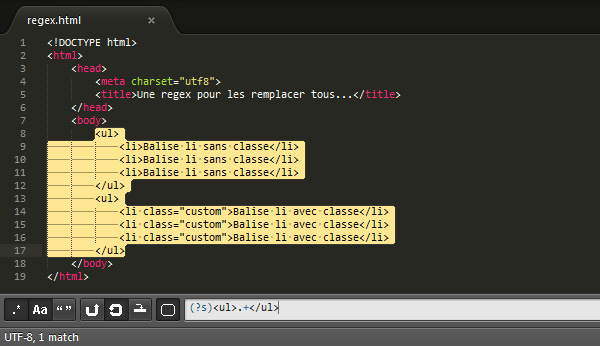 regex.html ×
1 <!DOCTYPE html>
2 <html>
3 <head>
4 <meta charset="utf8">
5 <title>Une regex pour les remplacer tous...</title>
6 </head>
7 <body>
8 <ul>
9 <li>Balise li sans classe</li>
10 <li>Balise li sans classe</li>
11 <li>Balise li sans classe</li>
12 </ul>
13 <ul>
14 <li class="custom">Balise li avec classe</li>
15 <li class="custom">Balise li avec classe</li>
16 <li class="custom">Balise li avec classe</li>
17 </ul>
18 </body>
19 </html>
.* Aa “” (?s)<ul>.+</ul>
UTF-8, 1 match